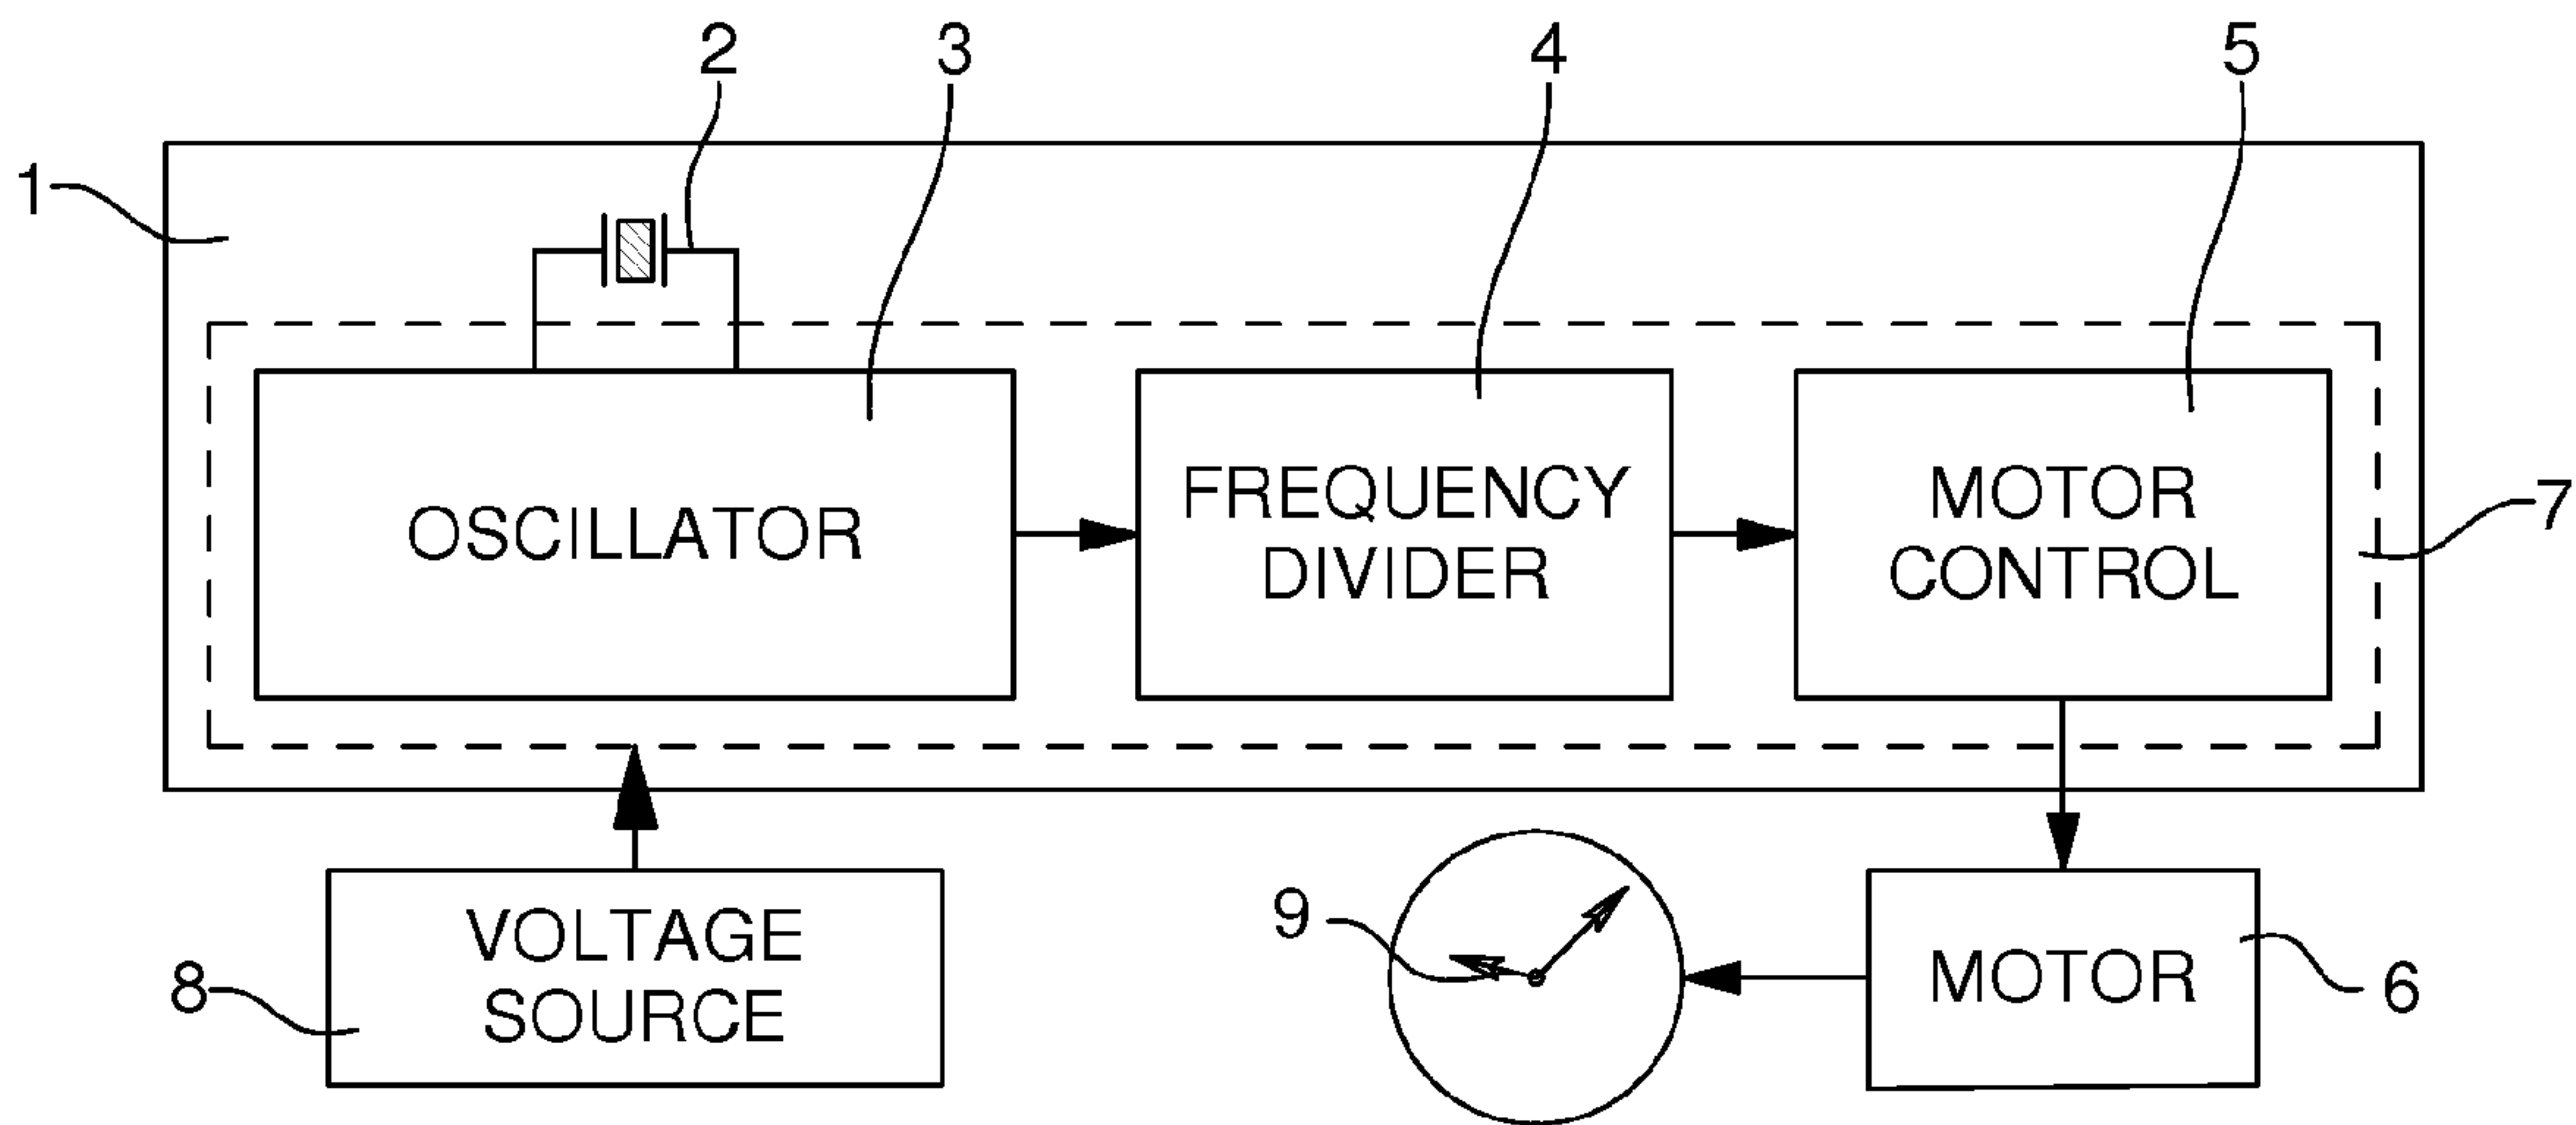 2
3
4
5
1
OSCILLATOR
FREQUENCY
DIVIDER
MOTOR
CONTROL
7
VOLTAGE
SOURCE
8
9
MOTOR
6